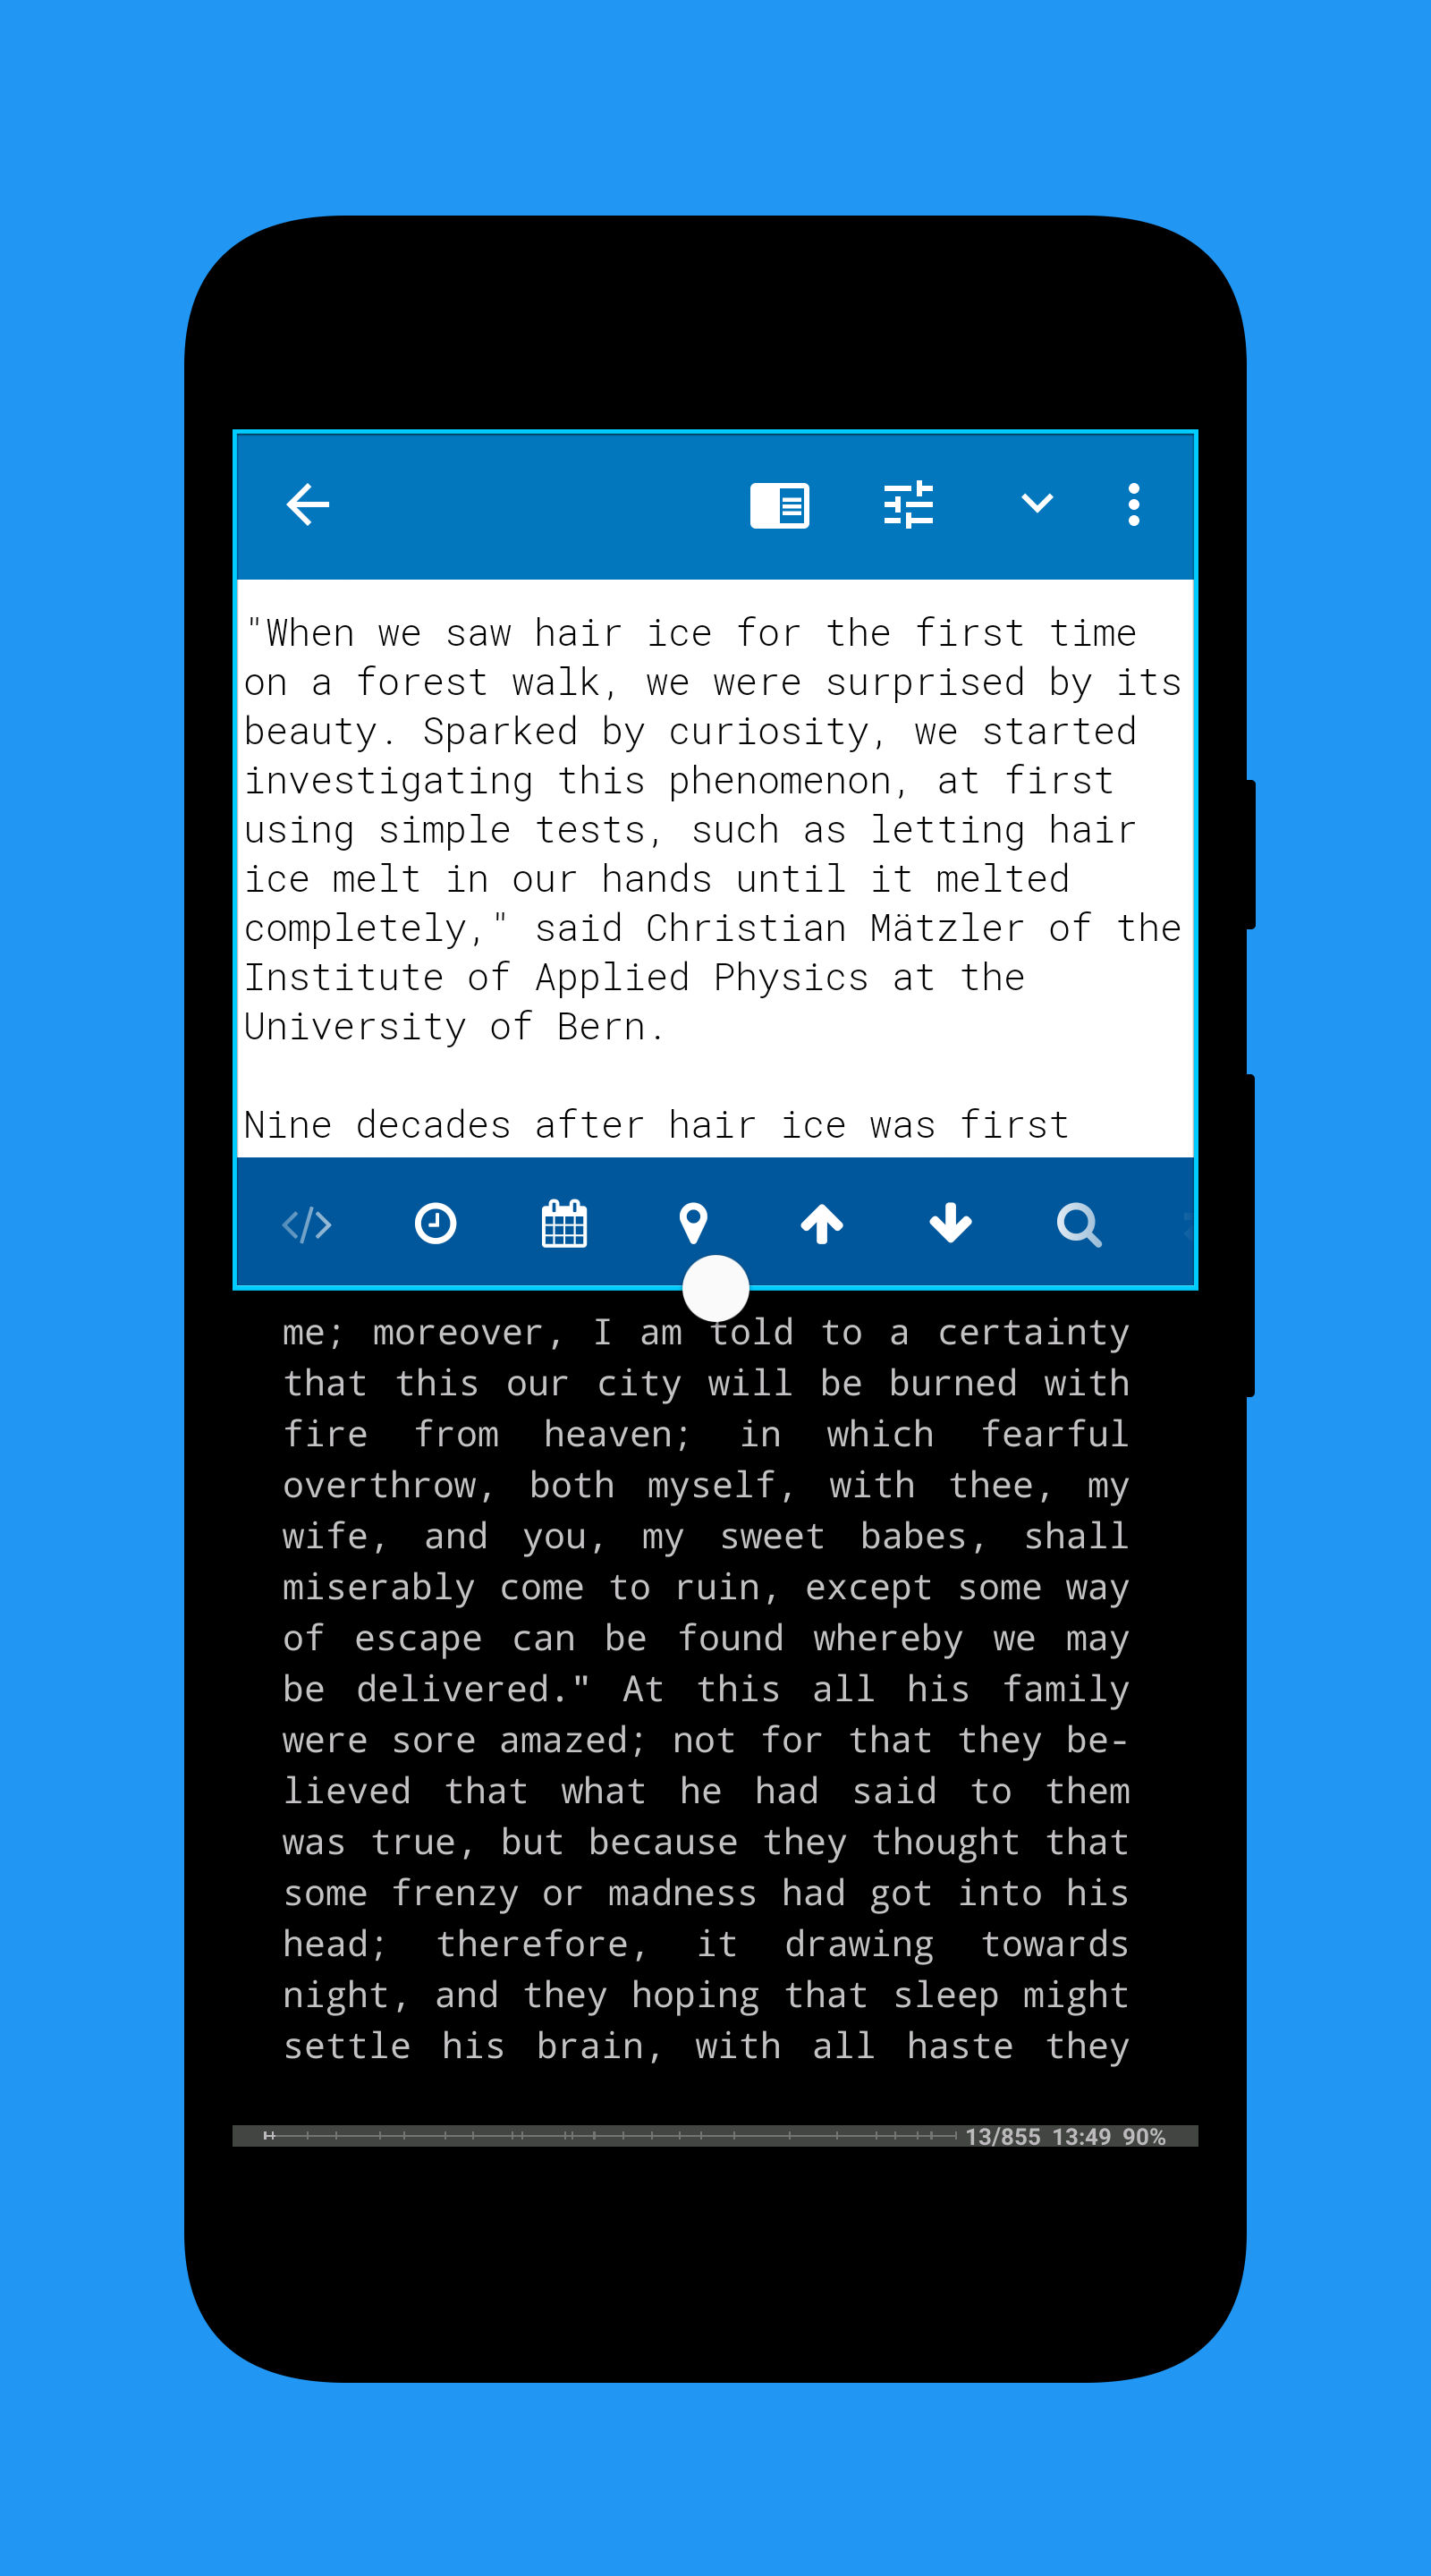 "When we saw hair ice for the first time
on a forest walk, we were surprised by its
beauty. Sparked by curiosity, we started
investigating this phenomenon, at first
using simple tests, such as letting hair
ice melt in our hands until it melted
completely," said Christian Mätzler of the
Institute of Applied Physics at the
University of Bern.
Nine decades after hair ice was first
me; moreover, I am told to a certainty
that this our city will be burned with
fire from heaven; in which fearful
overthrow, both myself, with thee, my
wife, and you, my sweet babes, shall
miserably come to ruin, except some way
of escape can be found whereby we may
be delivered." At this all his family
were sore amazed; not for that they be-
lieved that what he had said to them
was true, but because they thought that
some frenzy or madness had got into his
head; therefore, it drawing towards
night, and they hoping that sleep might
settle his brain, with all haste they
13/855 13:49 90%